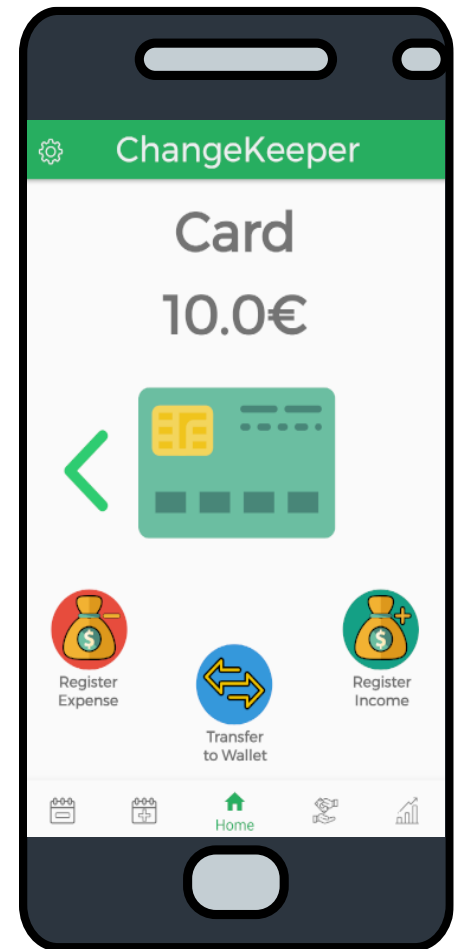 ChangeKeeper
Card
10.0€
Register
Expense
Register
Income
Transfer
to Wallet
Home